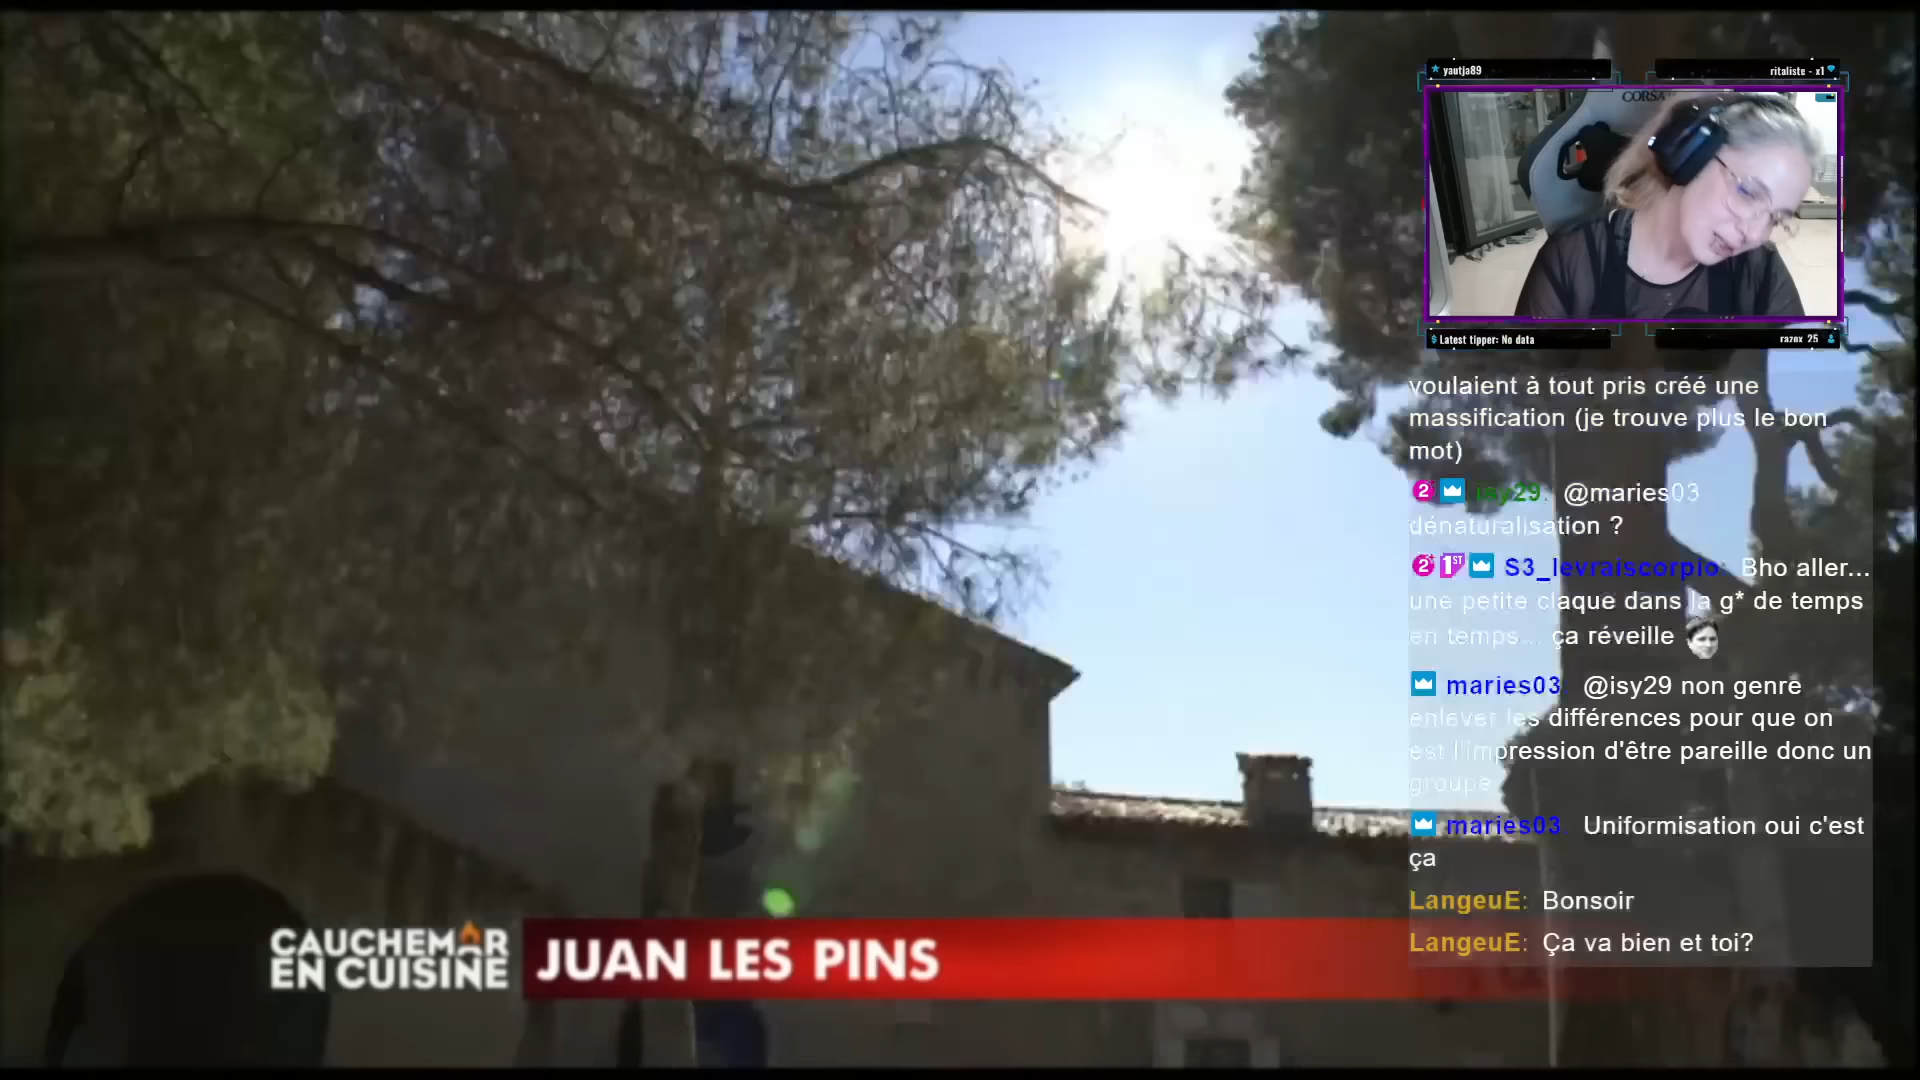 yautja89
ritaliste - x1
CORSA
$ Latest tipper: No data
razox_25
voulaient à tout pris créé une
massification (je trouve plus le bon
mot)
isy29: @maries03
dénaturalisation ?
S3_levraiscorpio: Bho aller...
une petite claque dans la g* de temps
en temps... ça réveille
maries03: @isy29 non genre
enlever les différences pour que on
est l'impression d'être pareille donc un
groupe
maries03: Uniformisation oui c'est
ça
LangeuE: Bonsoir
LangeuE: Ça va bien et toi?
CAUCHEMAR
EN CUISINE
JUAN LES PINS